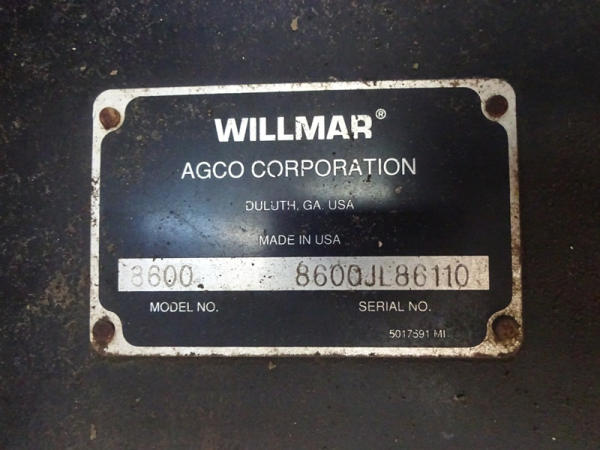 WILLMAR®
AGCO CORPORATION
DULUTH, GA. USA
MADE IN USA
8600 8600JL86110
MODEL NO. SERIAL NO.
5017591 MI